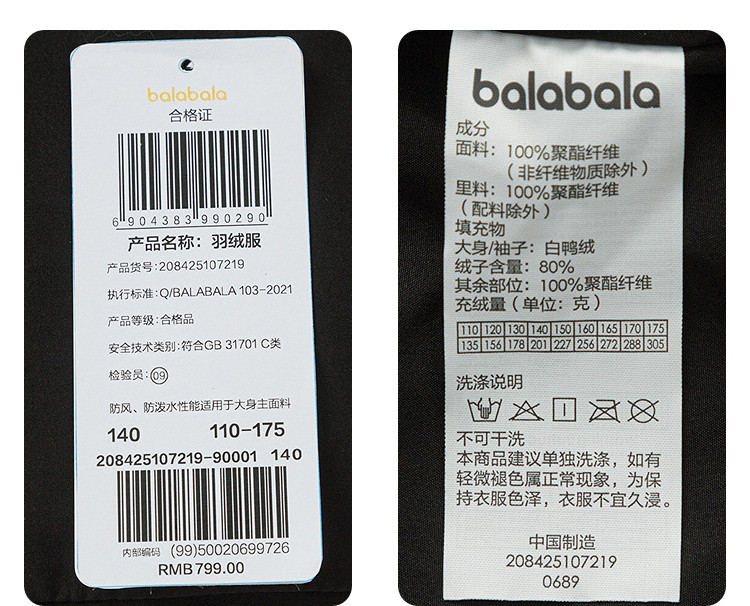 balabala
合格证
6 904383 990290
产品名称：羽绒服
产品货号:208425107219
执行标准:Q/BALABALA 103-2021
产品等级:合格品
安全技术类别:符合GB 31701 C类
检验员:09
防风、防泼水性能适用于大身主面料
140 110-175
208425107219-90001 140
内部编码 (99)50020699726
RMB 799.00
balabala
成分
面料：100%聚酯纤维
（非纤维物质除外）
里料：100%聚酯纤维
（配料除外）
填充物
大身/袖子：白鸭绒
绒子含量：80%
其余部位：100%聚酯纤维
充绒量（单位：克）
110 120 130 140 150 160 165 170 175
135 156 178 201 227 256 272 288 305
洗涤说明
不可干洗
本商品建议单独洗涤，如有
轻微褪色属正常现象，为保
持衣服色泽，衣服不宜久浸。
中国制造
208425107219
0689